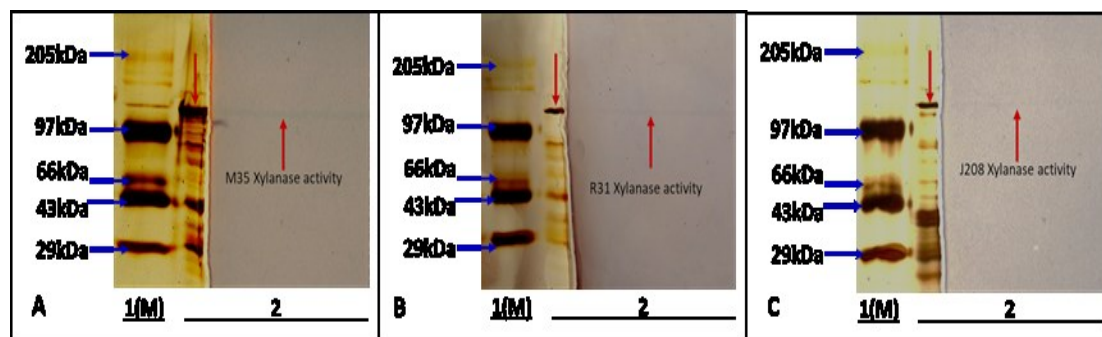 205kDa
97kDa
66kDa
43kDa
29kDa
M35 Xylanase activity
A
1(M)
2
205kDa
97kDa
66kDa
43kDa
29kDa
R31 Xylanase activity
B
1(M)
2
205kDa
97kDa
66kDa
43kDa
29kDa
J208 Xylanase activity
C
1(M)
2